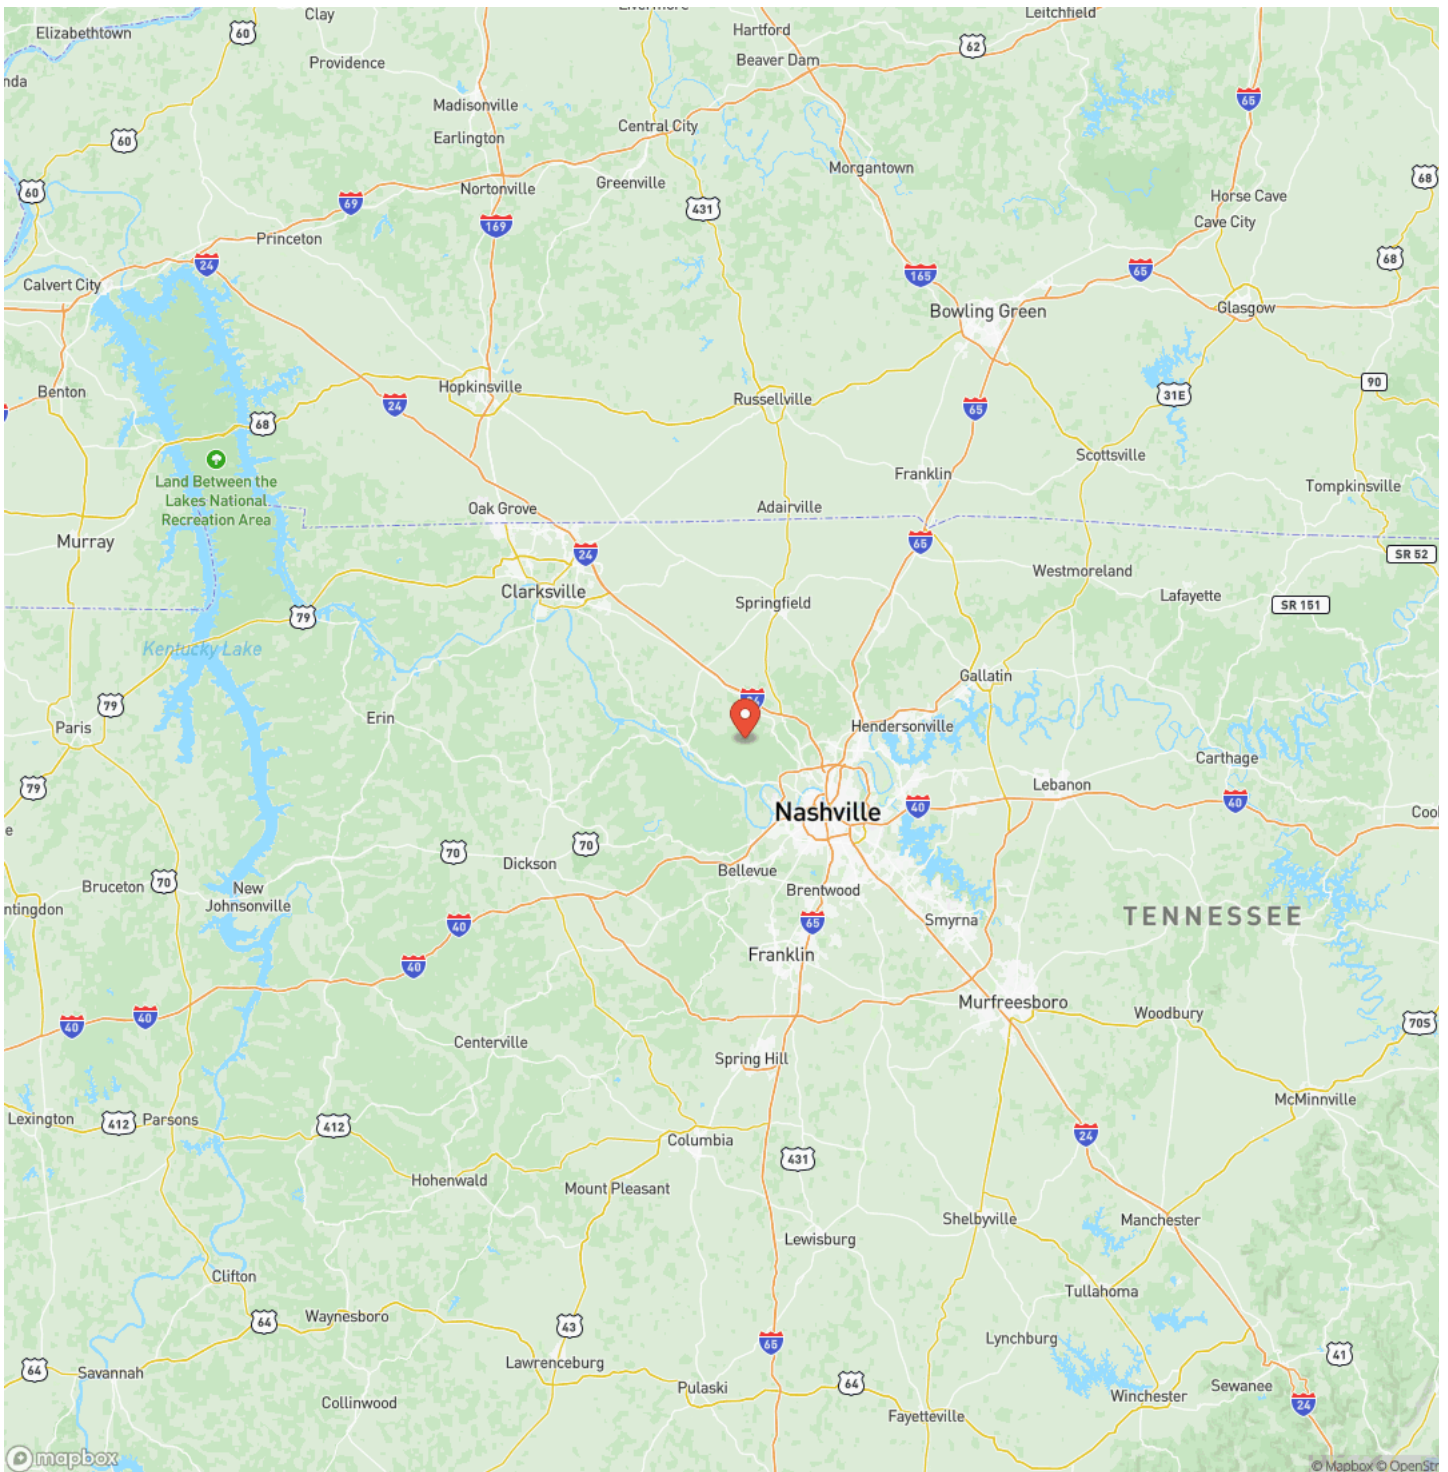 Clay
Leitchfield
Elizabethtown
60
Hartford
62
Providence
Beaver Dam
Madisonville
65
Central City
60
Earlington
Morgantown
68
60
Nortonville
Greenville
69
431
Horse Cave
169
Cave City
Princeton
24
68
165
65
Calvert City
Bowling Green
Glasgow
Hopkinsville
90
Benton
31E
Russellville
24
65
68
Scottsville
Land Between the
Lakes National
Recreation Area
Franklin
Tompkinsville
Oak Grove
Adairville
Murray
65
24
SR 52
Westmoreland
Clarksville
Lafayette
Springfield
SR 151
79
Kentucky Lake
Gallatin
79
Erin
Paris
Hendersonville
Carthage
79
Lebanon
40
40
Nashville
70
70
Dickson
Bellevue
70
Bruceton
New
Johnsonville
Brentwood
40
65
Smyrna
TENNESSEE
Franklin
40
Murfreesboro
40
40
Woodbury
70S
Centerville
Spring Hill
McMinnville
Lexington
412
Parsons
412
24
Columbia
431
Hohenwald
Mount Pleasant
Shelbyville
Manchester
Lewisburg
Clifton
Tullahoma
Waynesboro
64
43
65
Lynchburg
41
Lawrenceburg
64
Savannah
Pulaski
64
Sewanee
Winchester
Collinwood
24
Fayetteville
mapbox
© Mapbox © OpenStr